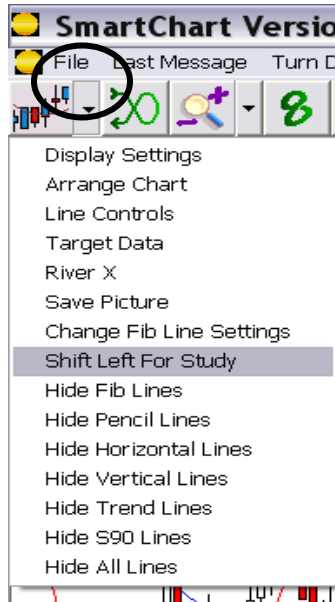 SmartChart Versio
File Last Message Turn D
Display Settings
Arrange Chart
Line Controls
Target Data
River X
Save Picture
Change Fib Line Settings
Shift Left For Study
Hide Fib Lines
Hide Pencil Lines
Hide Horizontal Lines
Hide Vertical Lines
Hide Trend Lines
Hide S90 Lines
Hide All Lines